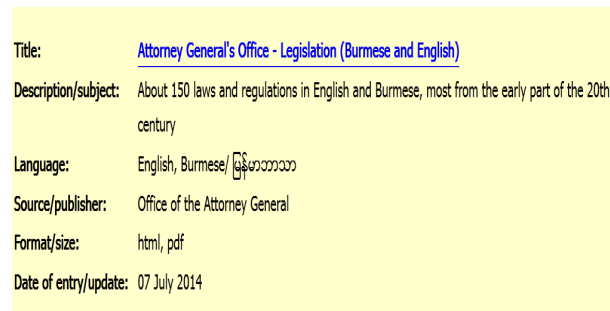 Title: Attorney General's Office - Legislation (Burmese and English)
Description/subject: About 150 laws and regulations in English and Burmese, most from the early part of the 20th
century
Language: English, Burmese/ မြန်မာဘာသာ
Source/publisher: Office of the Attorney General
Format/size: html, pdf
Date of entry/update: 07 July 2014